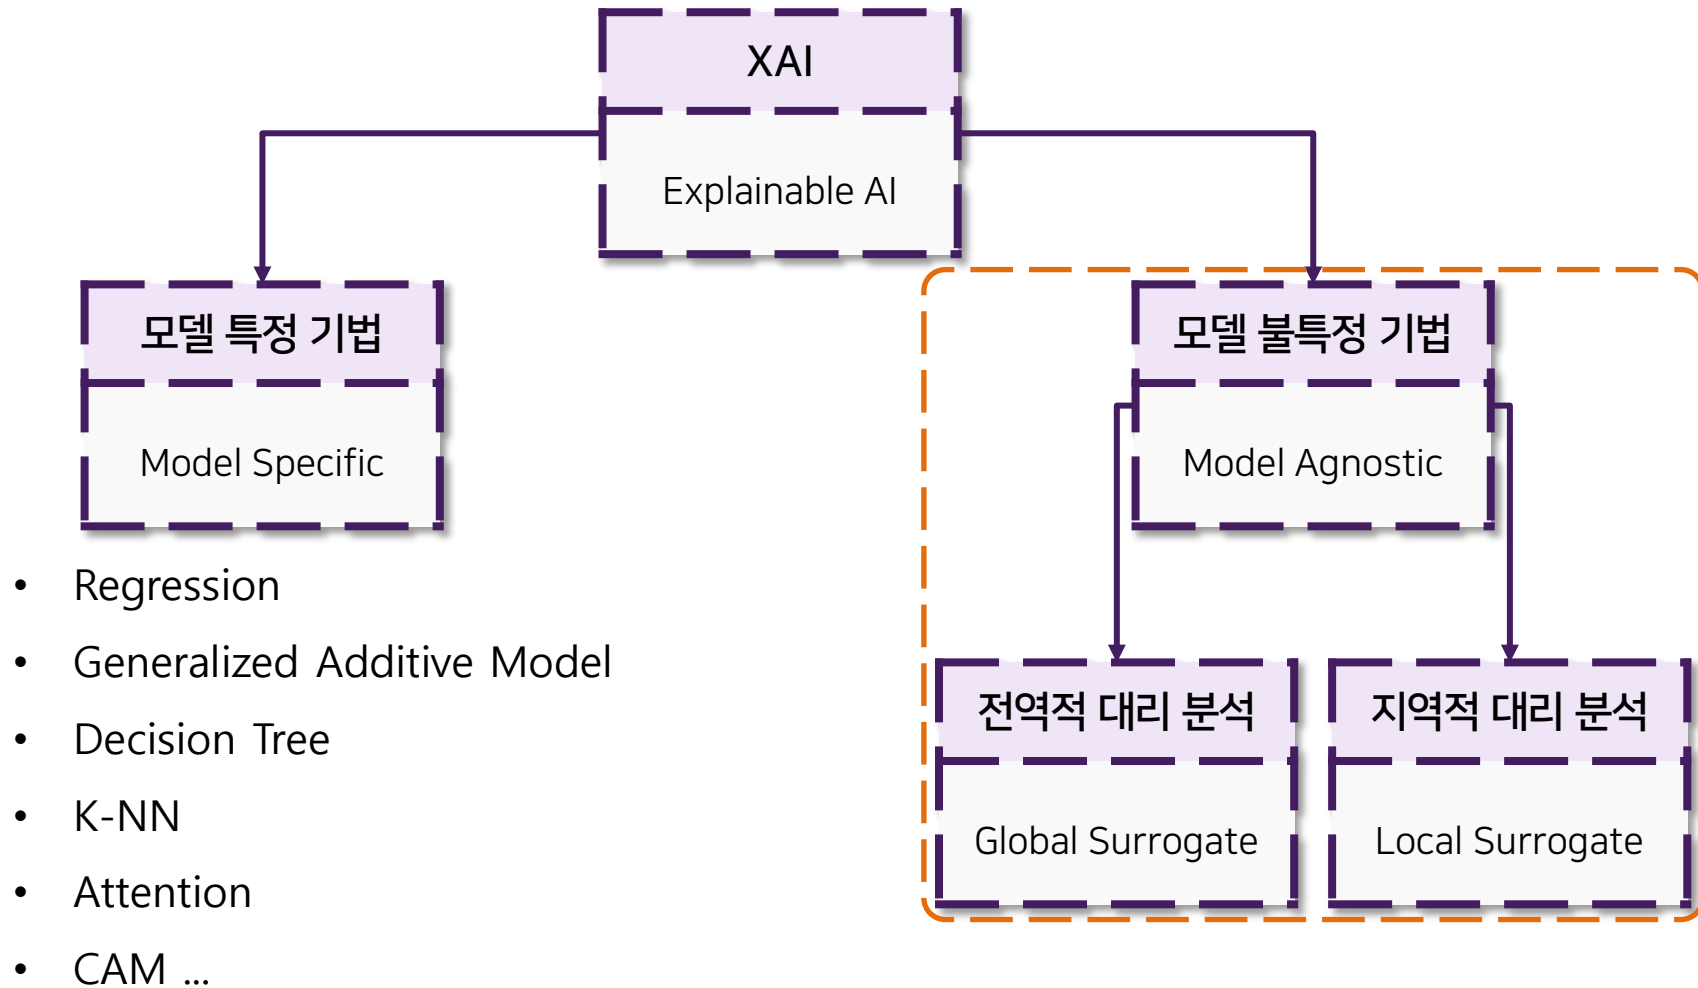 XAI
Explainable AI
모델 특정 기법
Model Specific
• Regression
• Generalized Additive Model
• Decision Tree
• K-NN
• Attention
• CAM ...
모델 불특정 기법
Model Agnostic
전역적 대리 분석
Global Surrogate
지역적 대리 분석
Local Surrogate